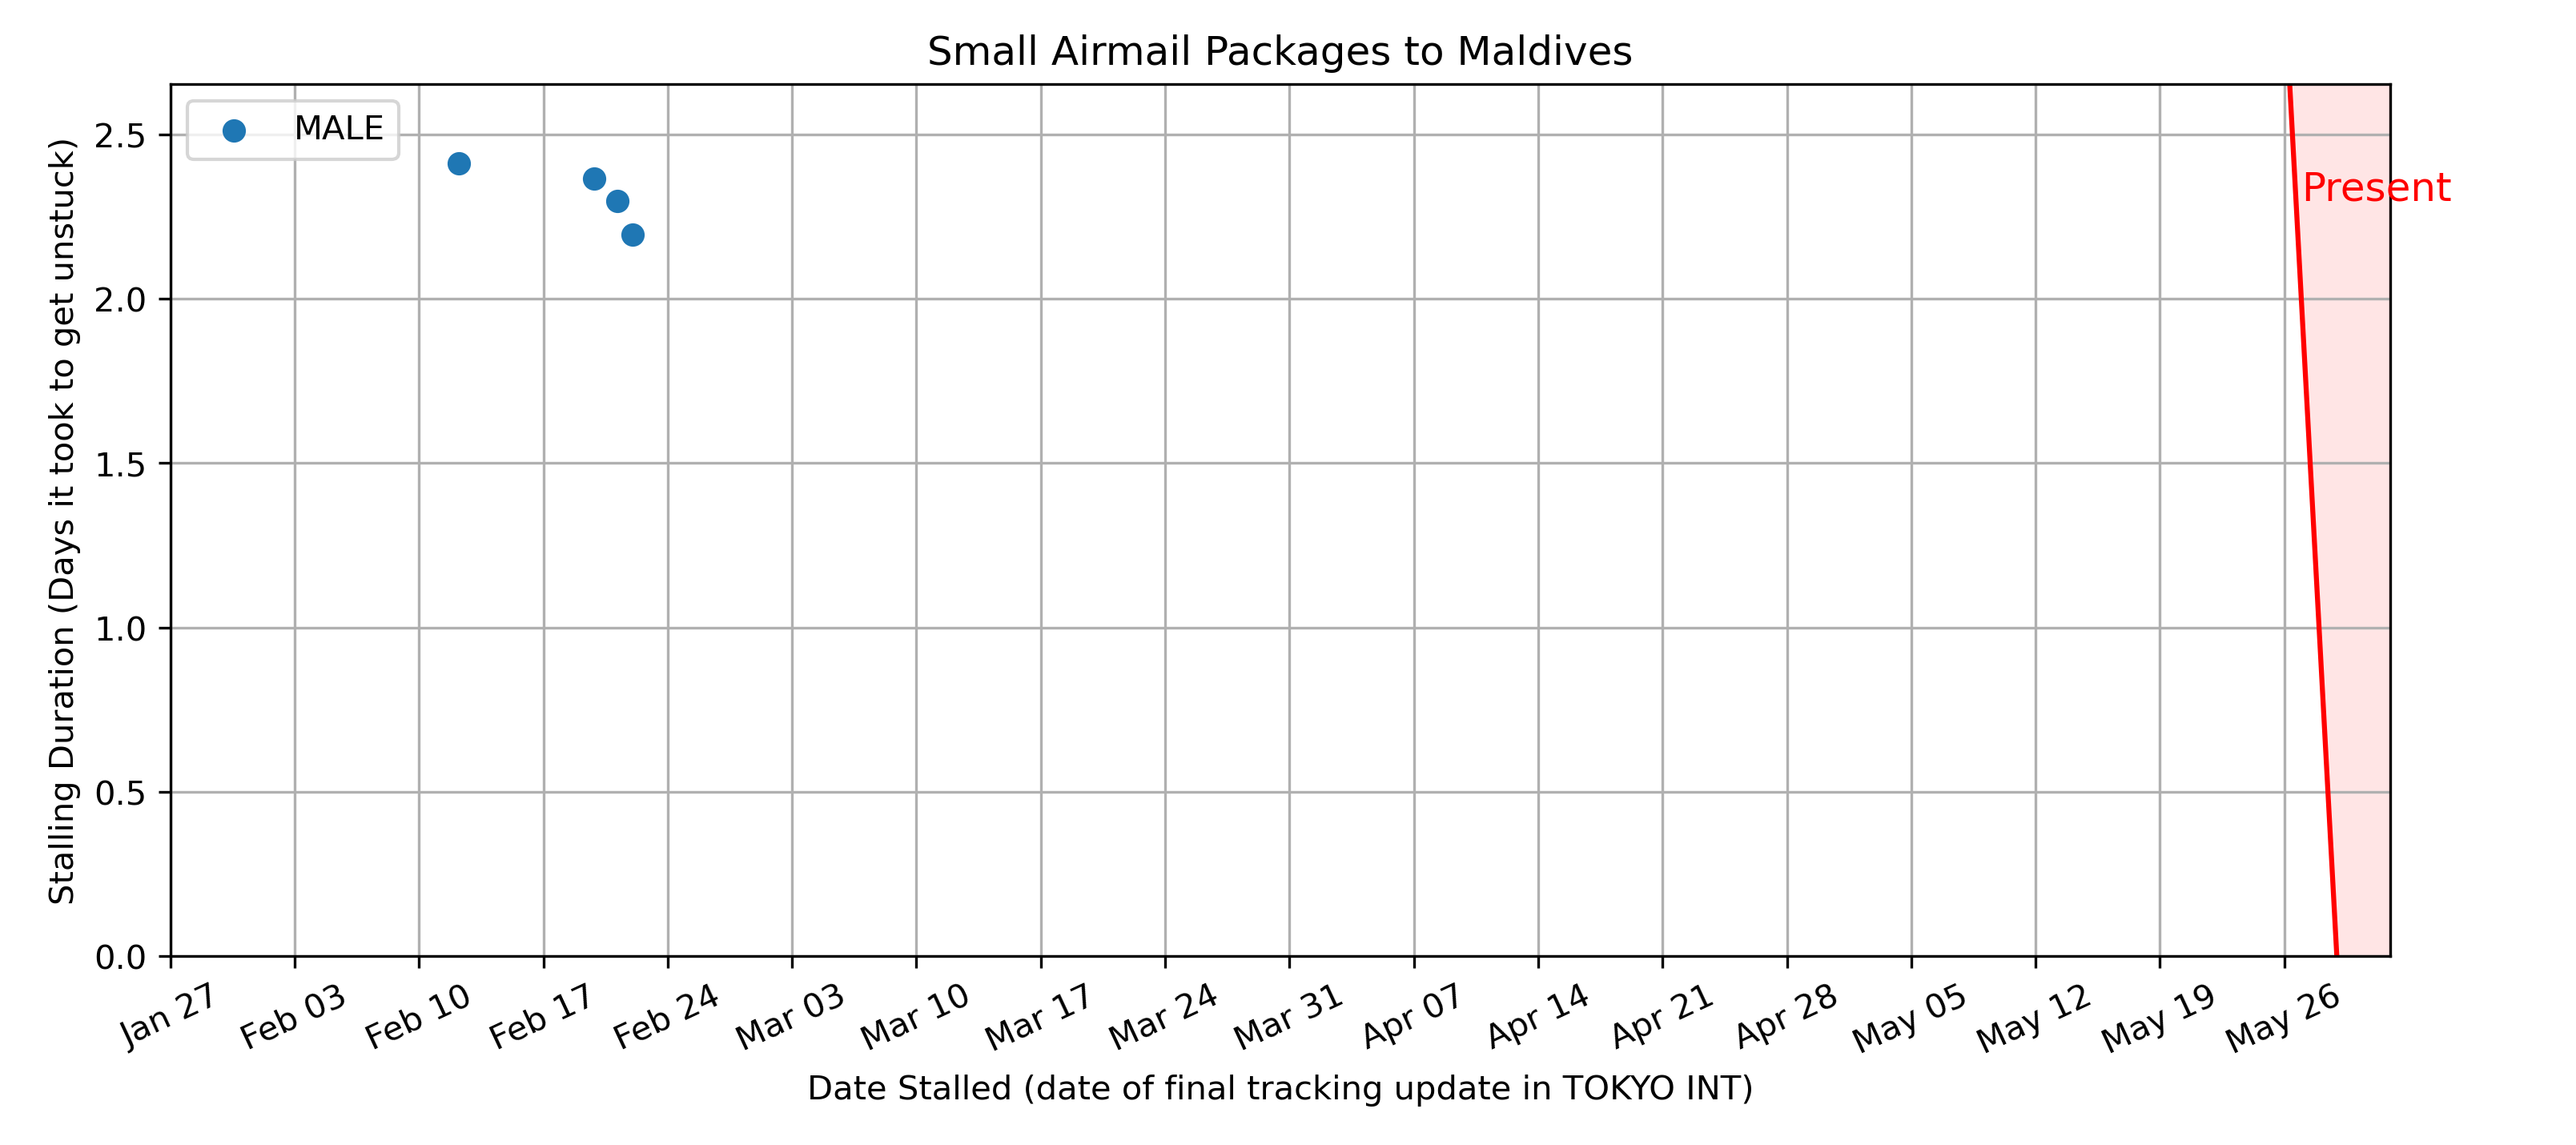 Small Airmail Packages to Maldives
MALE
Present
Stalling Duration (Days it took to get unstuck)
2.5
2.0
1.5
1.0
0.5
0.0
Jan 27
Feb 03
Feb 10
Feb 17
Feb 24
Mar 03
Mar 10
Mar 17
Mar 24
Mar 31
Apr 07
Apr 14
Apr 21
Apr 28
May 05
May 12
May 19
May 26
Date Stalled (date of final tracking update in TOKYO INT)